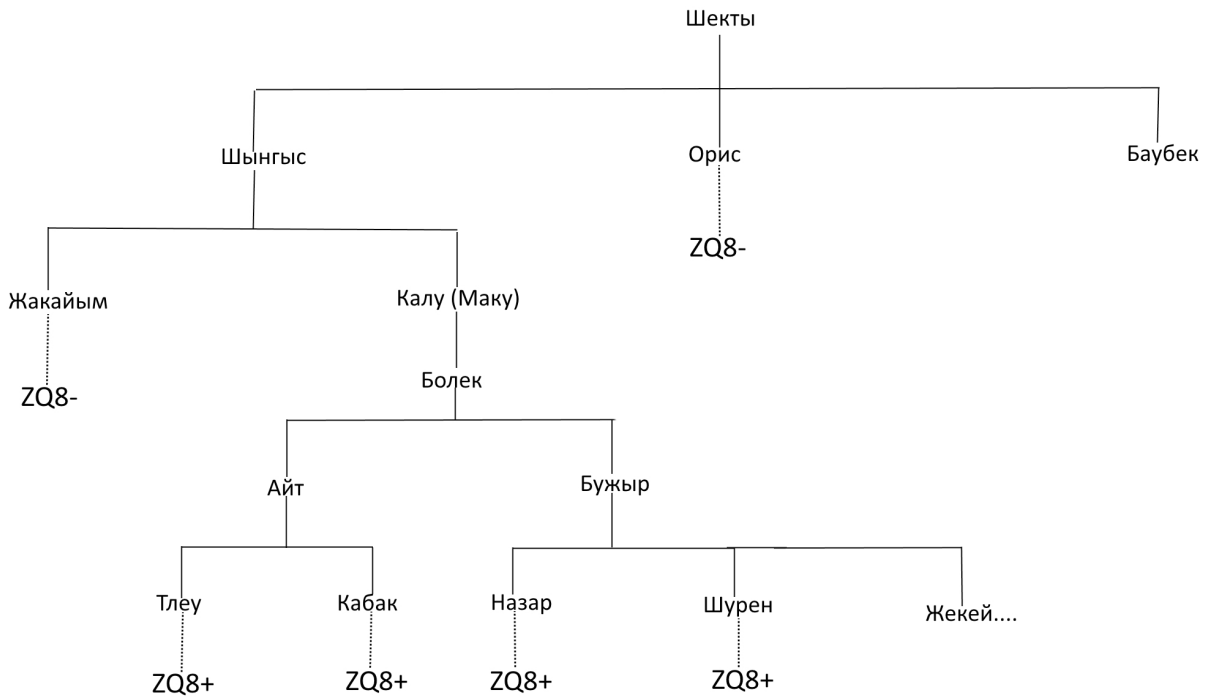 Шекты
Шынгыс
Орис
Баубек
ZQ8-
Жакайым
Калу (Маку)
ZQ8-
Болек
Айт
Бужыр
Тлеу
Кабак
Назар
Шурен
Жекей....
ZQ8+
ZQ8+
ZQ8+
ZQ8+